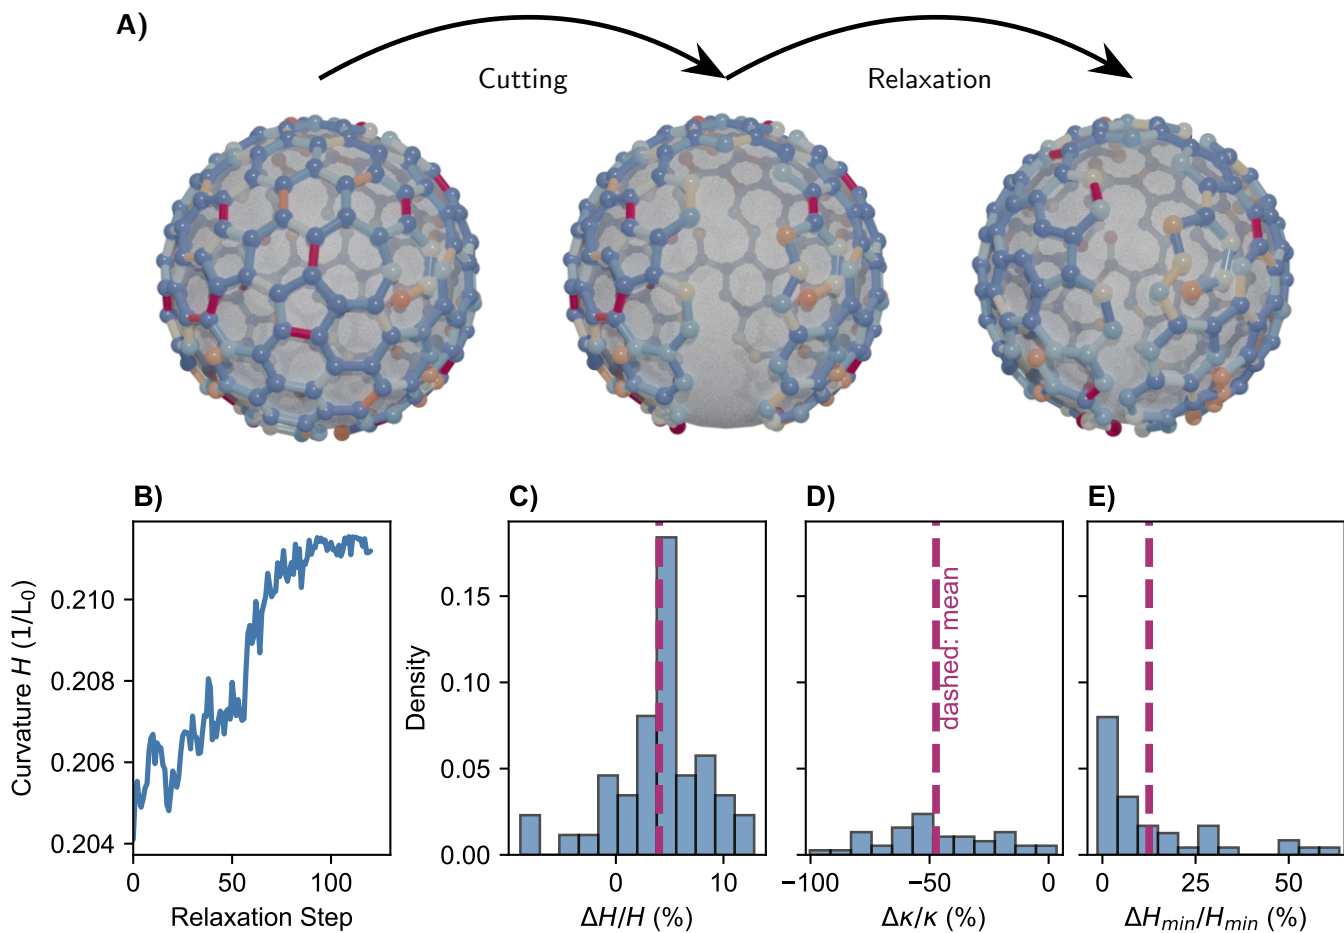 A)
Cutting
Relaxation
B)
Curvature H (1/L₀)
0.210
0.208
0.206
0.204
0
50
100
Relaxation Step
C)
Density
0.15
0.10
0.05
0.00
0
10
ΔH/H (%)
D)
dashed: mean
−100
−50
0
Δκ/κ (%)
E)
0
25
50
ΔHₘᵢₙ/Hₘᵢₙ (%)